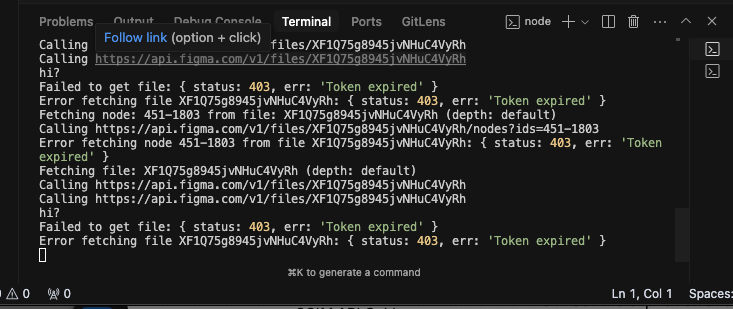 Problems Output Debug Console Terminal Ports GitLens node
Follow link (option + click)
Calling /files/XF1Q75g8945jvNHuC4VyRh
Calling https://api.figma.com/v1/files/XF1Q75g8945jvNHuC4VyRh
hi?
Failed to get file: { status: 403, err: 'Token expired' }
Error fetching file XF1Q75g8945jvNHuC4VyRh: { status: 403, err: 'Token expired' }
Fetching node: 451-1803 from file: XF1Q75g8945jvNHuC4VyRh (depth: default)
Calling https://api.figma.com/v1/files/XF1Q75g8945jvNHuC4VyRh/nodes?ids=451-1803
Error fetching node 451-1803 from file XF1Q75g8945jvNHuC4VyRh: { status: 403, err: 'Token
expired' }
Fetching file: XF1Q75g8945jvNHuC4VyRh (depth: default)
Calling https://api.figma.com/v1/files/XF1Q75g8945jvNHuC4VyRh
Calling https://api.figma.com/v1/files/XF1Q75g8945jvNHuC4VyRh
hi?
Failed to get file: { status: 403, err: 'Token expired' }
Error fetching file XF1Q75g8945jvNHuC4VyRh: { status: 403, err: 'Token expired' }
⌘K to generate a command
0 0 Ln 1, Col 1 Spaces: